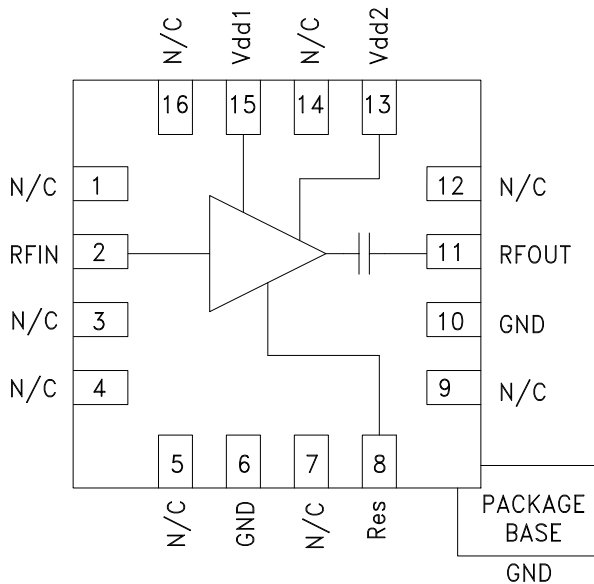 N/C
Vdd1
N/C
Vdd2
16
15
14
13
N/C
1
12
N/C
RFIN
2
11
RFOUT
N/C
3
10
GND
N/C
4
9
N/C
5
6
7
8
N/C
GND
N/C
Res
PACKAGE
BASE
GND